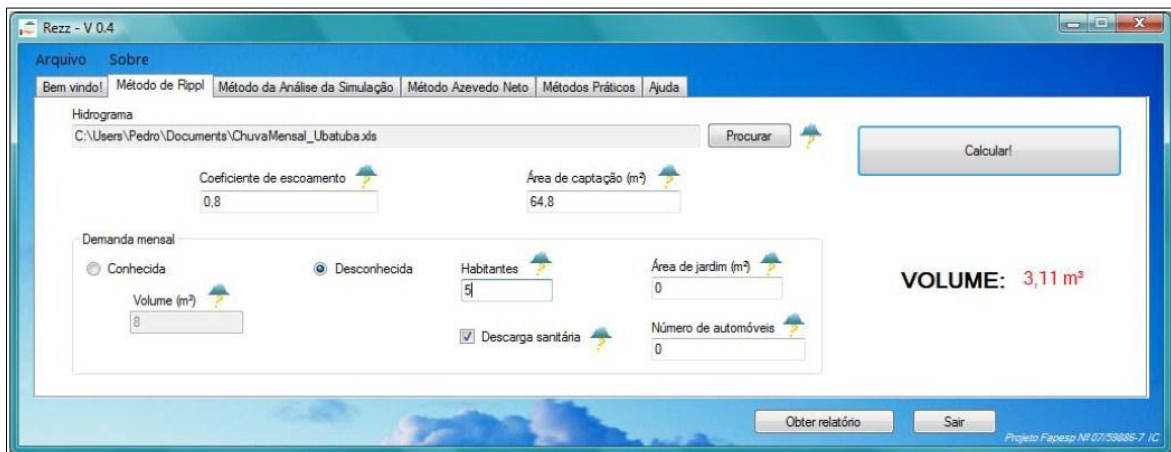 Rezz - V 0.4
Arquivo Sobre
Bem vindo! Método de Rippl Método da Análise da Simulação Método Azevedo Neto Métodos Práticos Ajuda
Hidrograma
C:\Users\Pedro\Documents\ChuvaMensal_Ubatuba.xls Procurar
Calcular!
Coeficiente de escoamento Área de captação (m²)
0,8 64,8
Demanda mensal
Conhecida Desconhecida Habitantes Área de jardim (m²)
5 0
VOLUME: 3,11 m³
Volume (m³)
8
Descarga sanitária Número de automóveis
0
Obter relatório Sair
Projeto Fapesp Nº 07/59886-7 IC